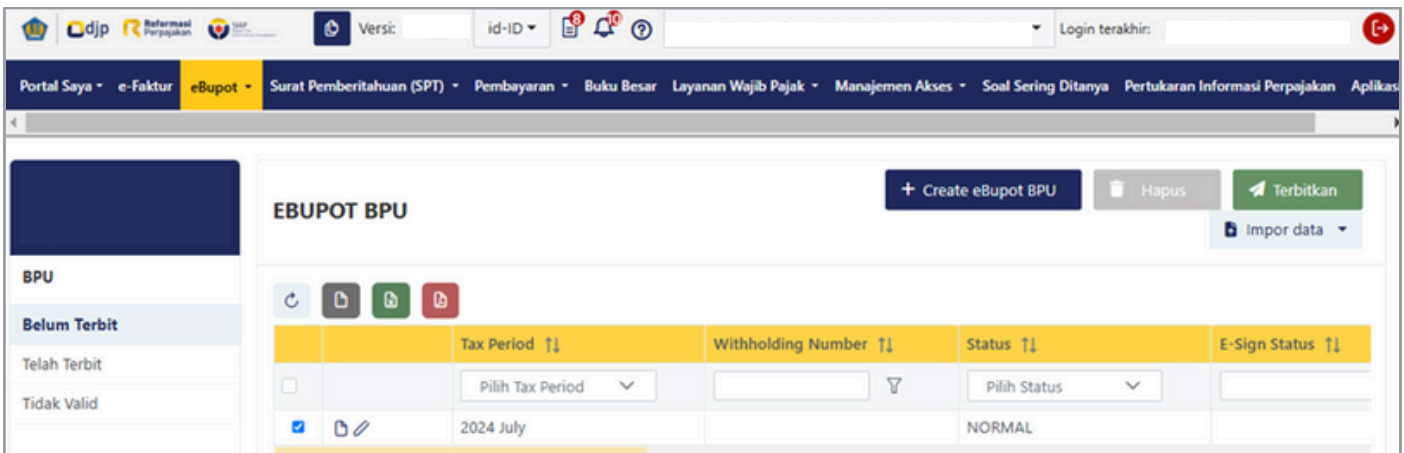 djp Reformasi Perpajakan Versi: id-ID 8 10 Login terakhir:
Portal Saya e-Faktur eBupot Surat Pemberitahuan (SPT) Pembayaran Buku Besar Layanan Wajib Pajak Manajemen Akses Soal Sering Ditanya Pertukaran Informasi Perpajakan Aplikas
EBUPOT BPU
+ Create eBupot BPU Hapus Terbitkan
Impor data
BPU
Belum Terbit
Telah Terbit
Tidak Valid
Tax Period Withholding Number Status E-Sign Status
Pilih Tax Period Pilih Status
2024 July NORMAL